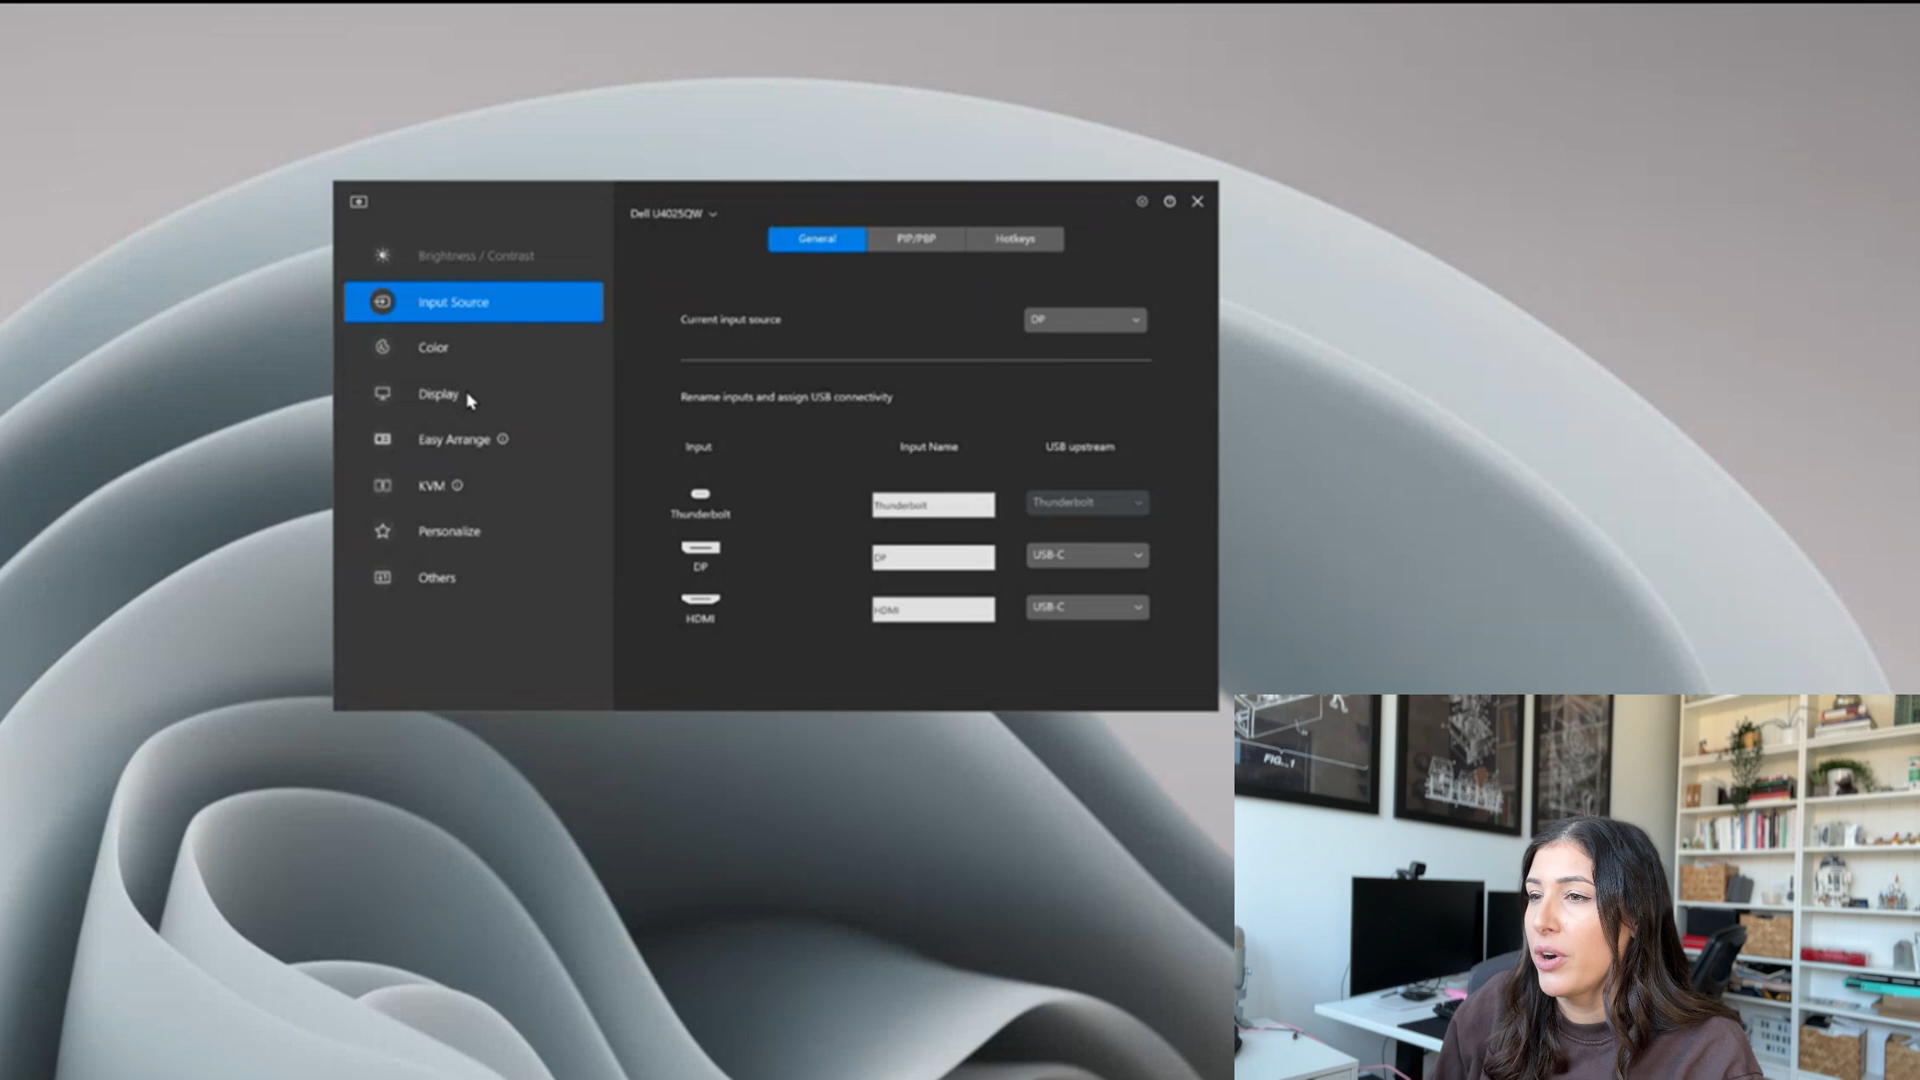 Dell U4025QW
General
PIP/PBP
Hotkeys
Brightness / Contrast
Input Source
Color
Display
Easy Arrange
KVM
Personalize
Others
Current input source
DP
Rename inputs and assign USB connectivity
Input
Input Name
USB upstream
Thunderbolt
Thunderbolt
Thunderbolt
DP
DP
USB-C
HDMI
HDMI
USB-C
FIG..1